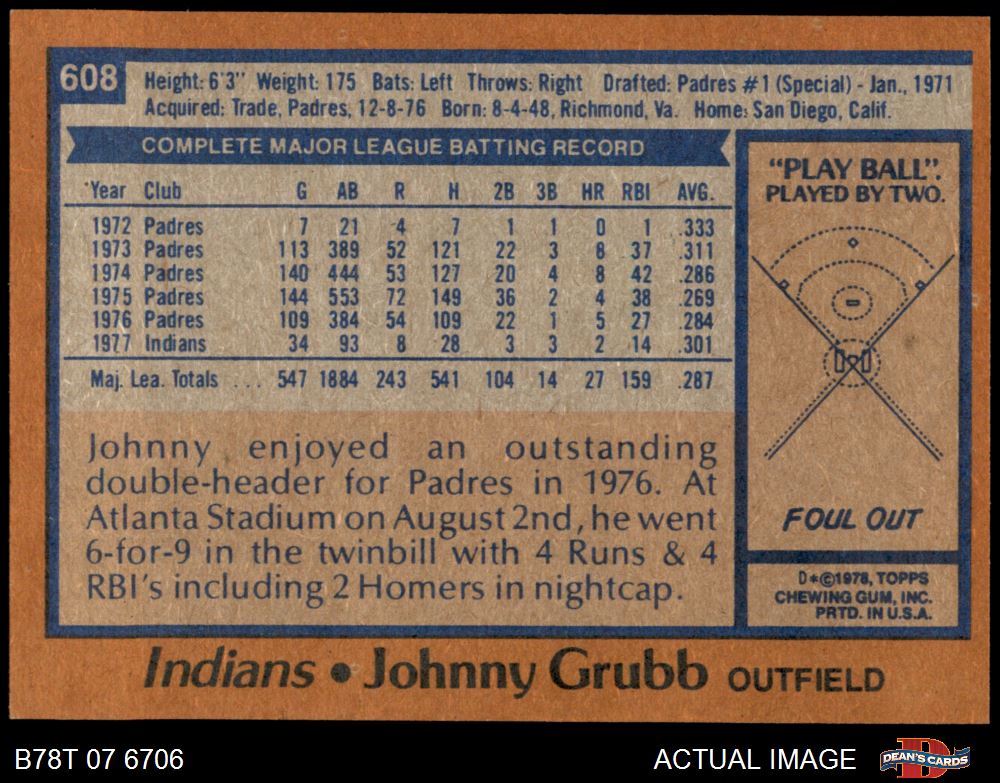 608
Height: 6'3" Weight: 175 Bats: Left Throws: Right Drafted: Padres #1 (Special) - Jan., 1971
Acquired: Trade, Padres, 12-8-76 Born: 8-4-48, Richmond, Va. Home: San Diego, Calif.
COMPLETE MAJOR LEAGUE BATTING RECORD
Year Club G AB R H 2B 3B HR RBI AVG.
1972 Padres 7 21 4 7 1 1 0 1 .333
1973 Padres 113 389 52 121 22 3 8 37 .311
1974 Padres 140 444 53 127 20 4 8 42 .286
1975 Padres 144 553 72 149 36 2 4 38 .269
1976 Padres 109 384 54 109 22 1 5 27 .284
1977 Indians 34 93 8 28 3 3 2 14 .301
Maj. Lea. Totals ... 547 1884 243 541 104 14 27 159 .287
Johnny enjoyed an outstanding
double-header for Padres in 1976. At
Atlanta Stadium on August 2nd, he went
6-for-9 in the twinbill with 4 Runs & 4
RBI's including 2 Homers in nightcap.
"PLAY BALL".
PLAYED BY TWO.
FOUL OUT
D*©1978, TOPPS
CHEWING GUM, INC.
PRTD. IN U.S.A.
Indians • Johnny Grubb OUTFIELD
B78T 07 6706
ACTUAL IMAGE
DEAN'S CARDS